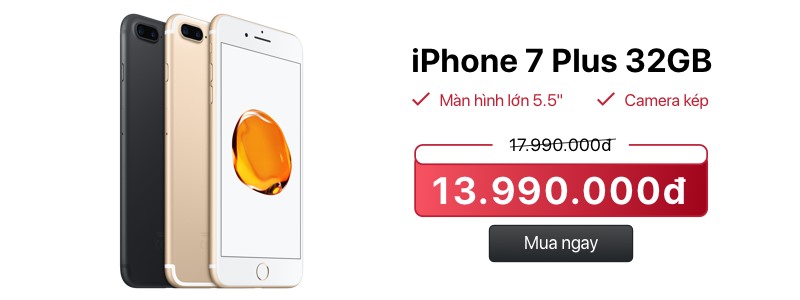 iPhone 7 Plus 32GB
Màn hình lớn 5.5" Camera kép
17.990.000đ
13.990.000đ
Mua ngay